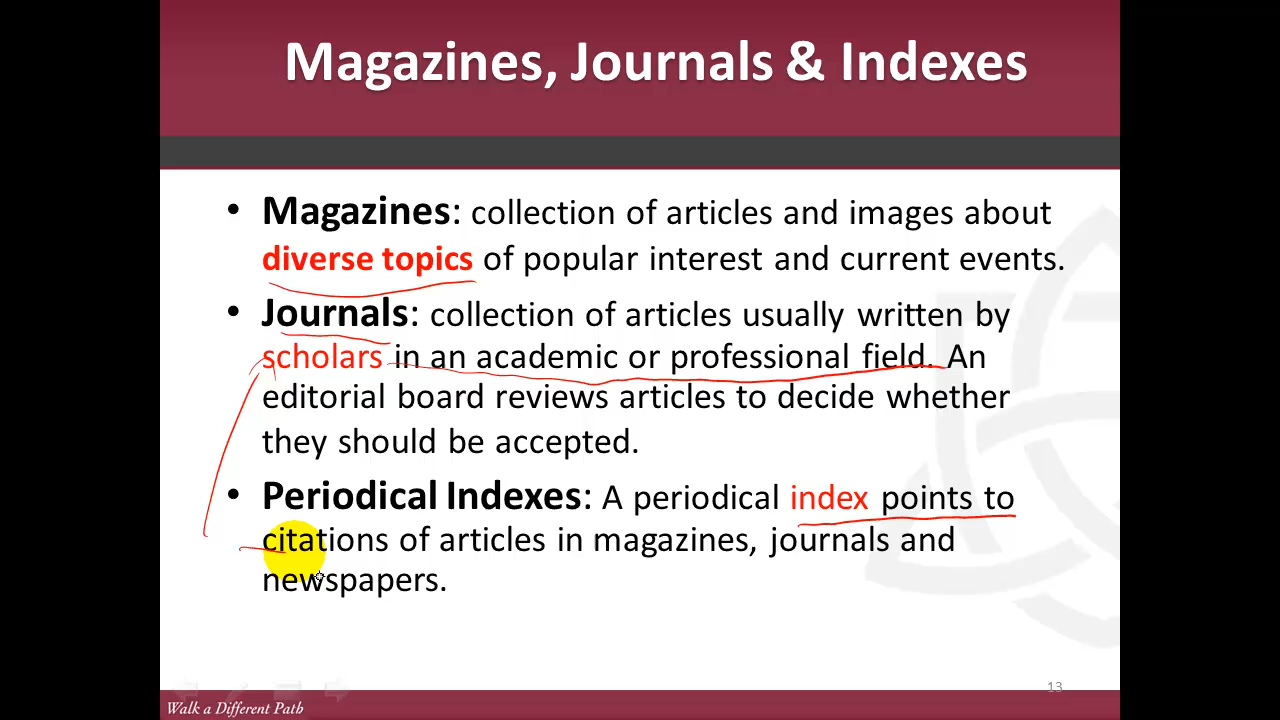 Magazines, Journals & Indexes
• Magazines: collection of articles and images about
diverse topics of popular interest and current events.
• Journals: collection of articles usually written by
scholars in an academic or professional field. An
editorial board reviews articles to decide whether
they should be accepted.
• Periodical Indexes: A periodical index points to
citations of articles in magazines, journals and
newspapers.
13
Walk a Different Path